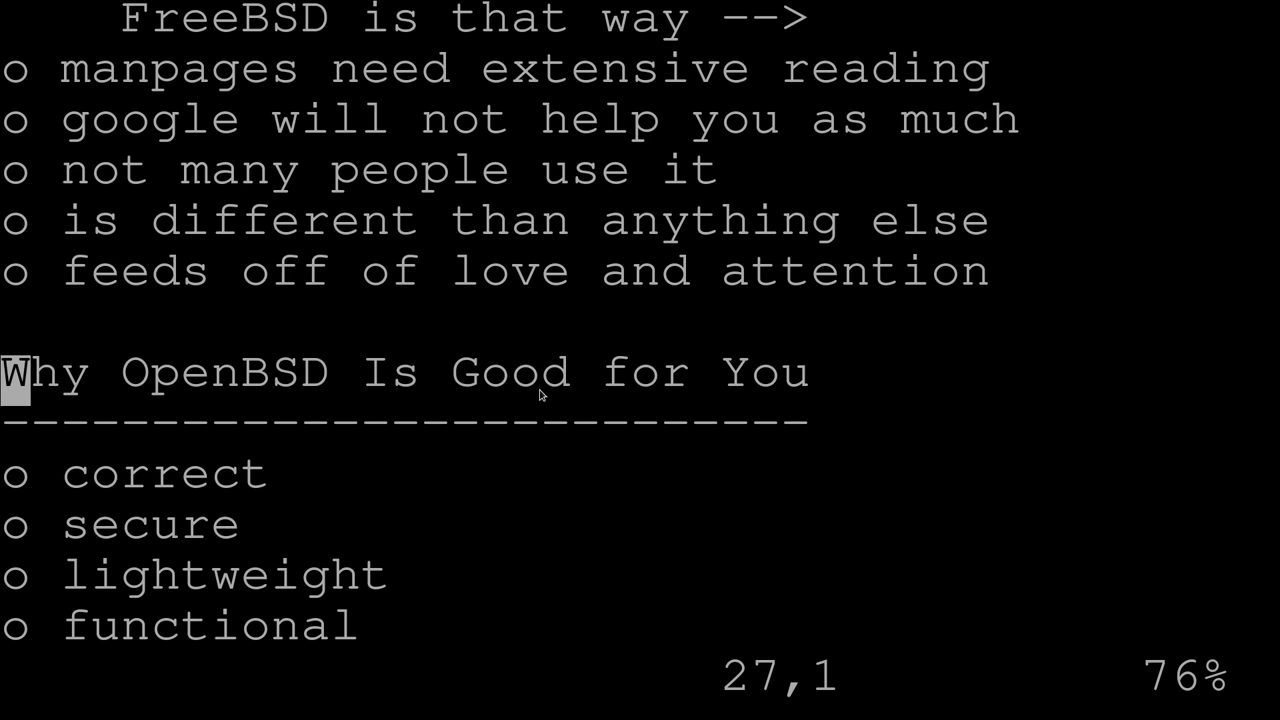 FreeBSD is that way -->
o manpages need extensive reading
o google will not help you as much
o not many people use it
o is different than anything else
o feeds off of love and attention
Why OpenBSD Is Good for You
---------------------------
o correct
o secure
o lightweight
o functional
27,1 76%